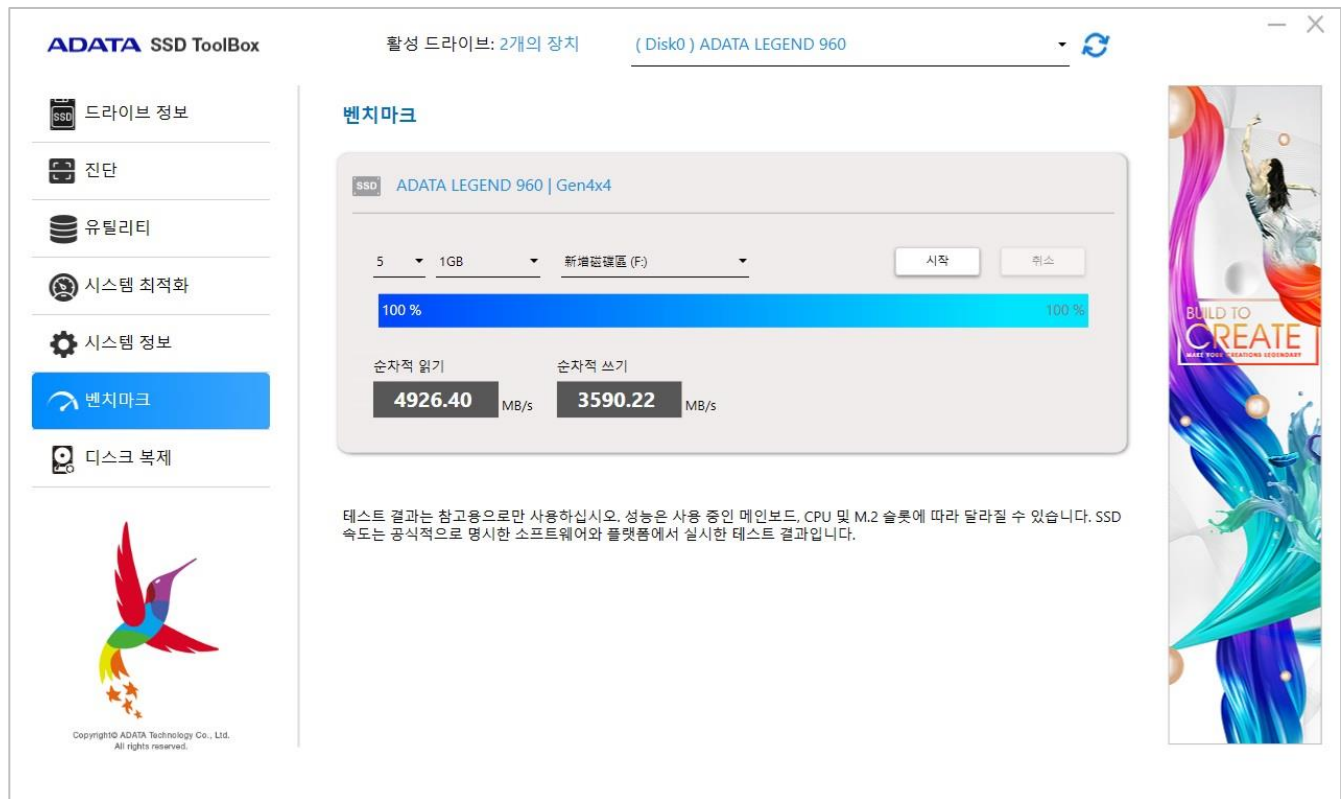 ADATA SSD ToolBox
활성 드라이브: 2개의 장치
( Disk0 ) ADATA LEGEND 960
SSD 드라이브 정보
진단
유틸리티
시스템 최적화
시스템 정보
벤치마크
디스크 복제
Copyright© ADATA Technology Co., Ltd.
All rights reserved.
벤치마크
SSD ADATA LEGEND 960 | Gen4x4
5 1GB 新增磁碟區 (F:) 시작 취소
100 % 100 %
순차적 읽기 순차적 쓰기
4926.40 MB/s 3590.22 MB/s
테스트 결과는 참고용으로만 사용하십시오. 성능은 사용 중인 메인보드, CPU 및 M.2 슬롯에 따라 달라질 수 있습니다. SSD
속도는 공식적으로 명시한 소프트웨어와 플랫폼에서 실시한 테스트 결과입니다.
BUILD TO
CREATE
MAKE YOUR CREATIONS LEGENDARY